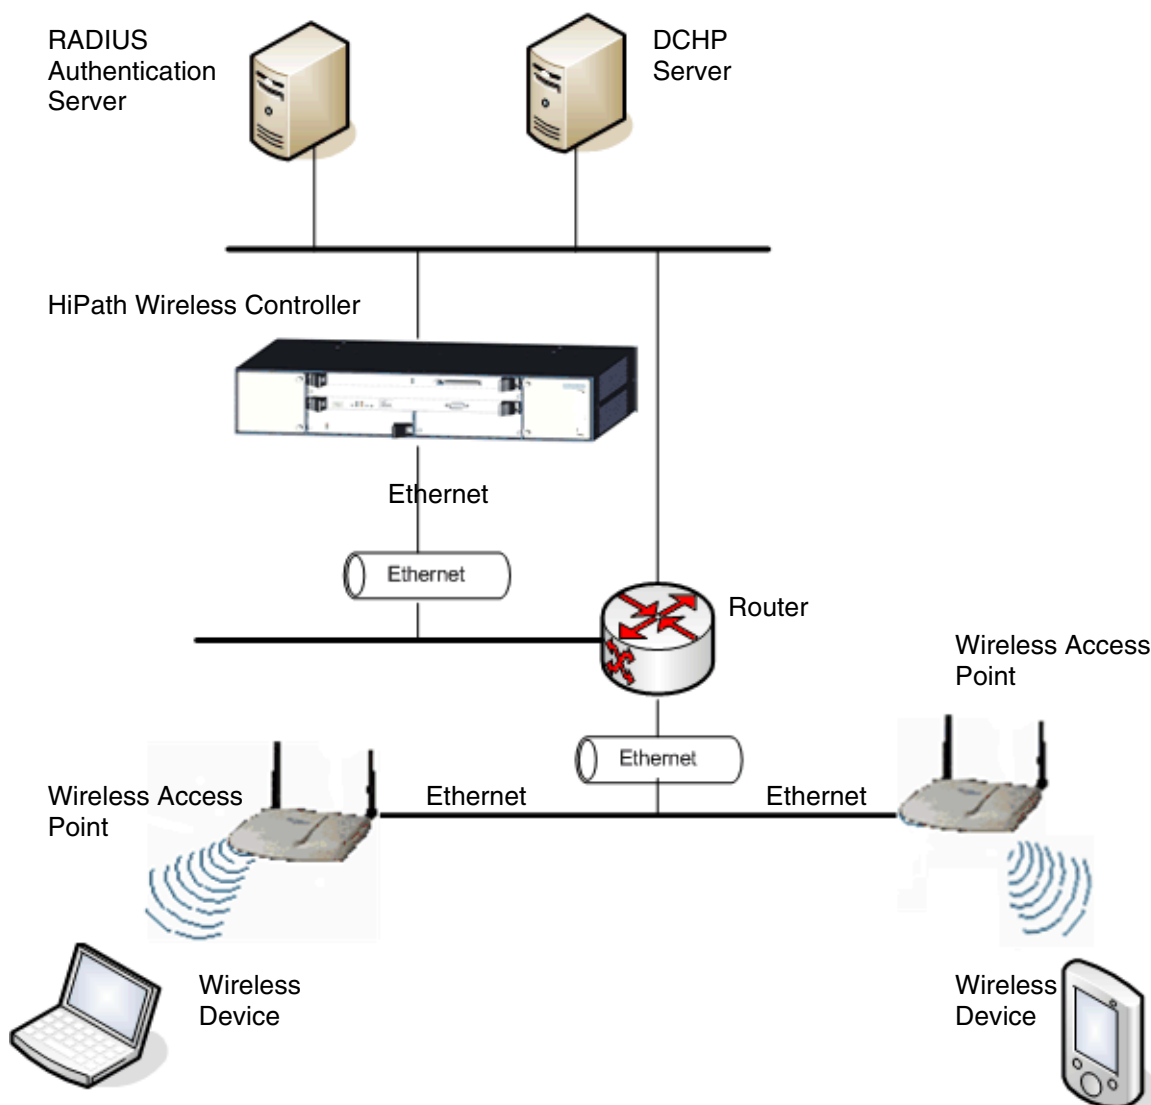 RADIUS
Authentication
Server
DCHP
Server
HiPath Wireless Controller
Ethernet
Ethernet
Router
Wireless Access
Point
Ethernet
Wireless Access
Point
Ethernet
Ethernet
Wireless
Device
Wireless
Device